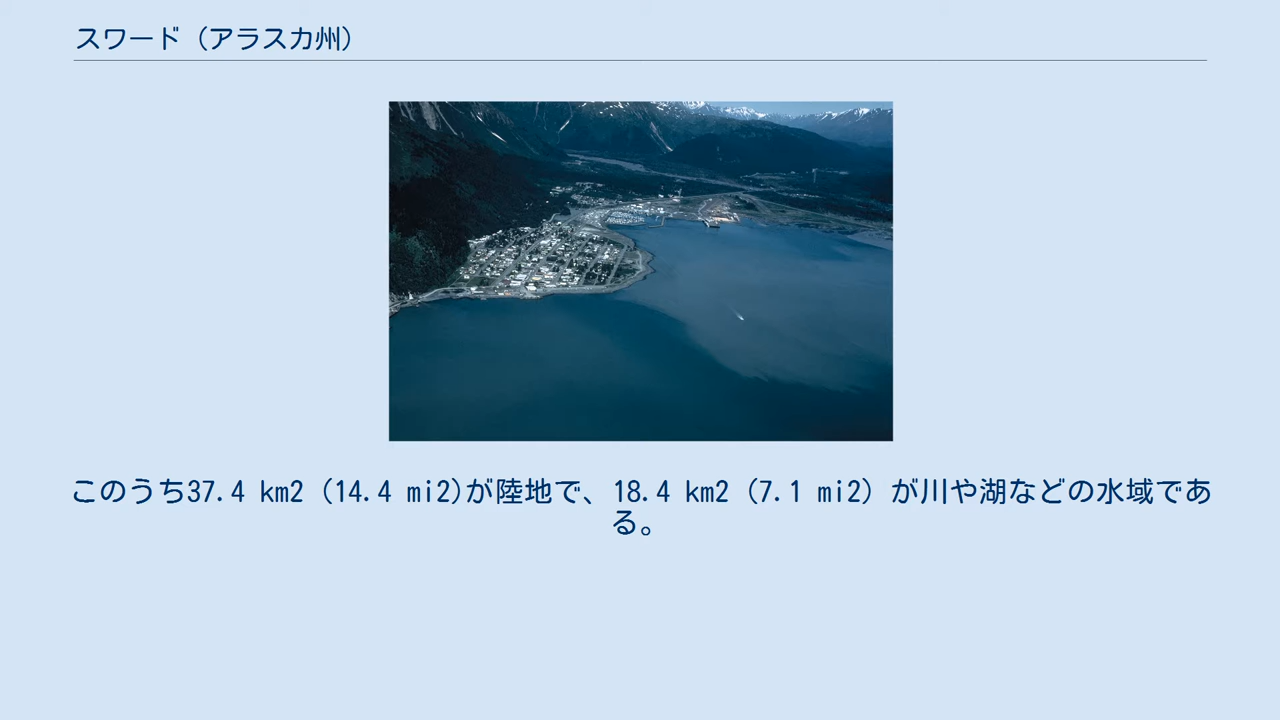 スワード（アラスカ州）
このうち37.4 km2（14.4 mi2)が陸地で、18.4 km2（7.1 mi2）が川や湖などの水域であ
る。